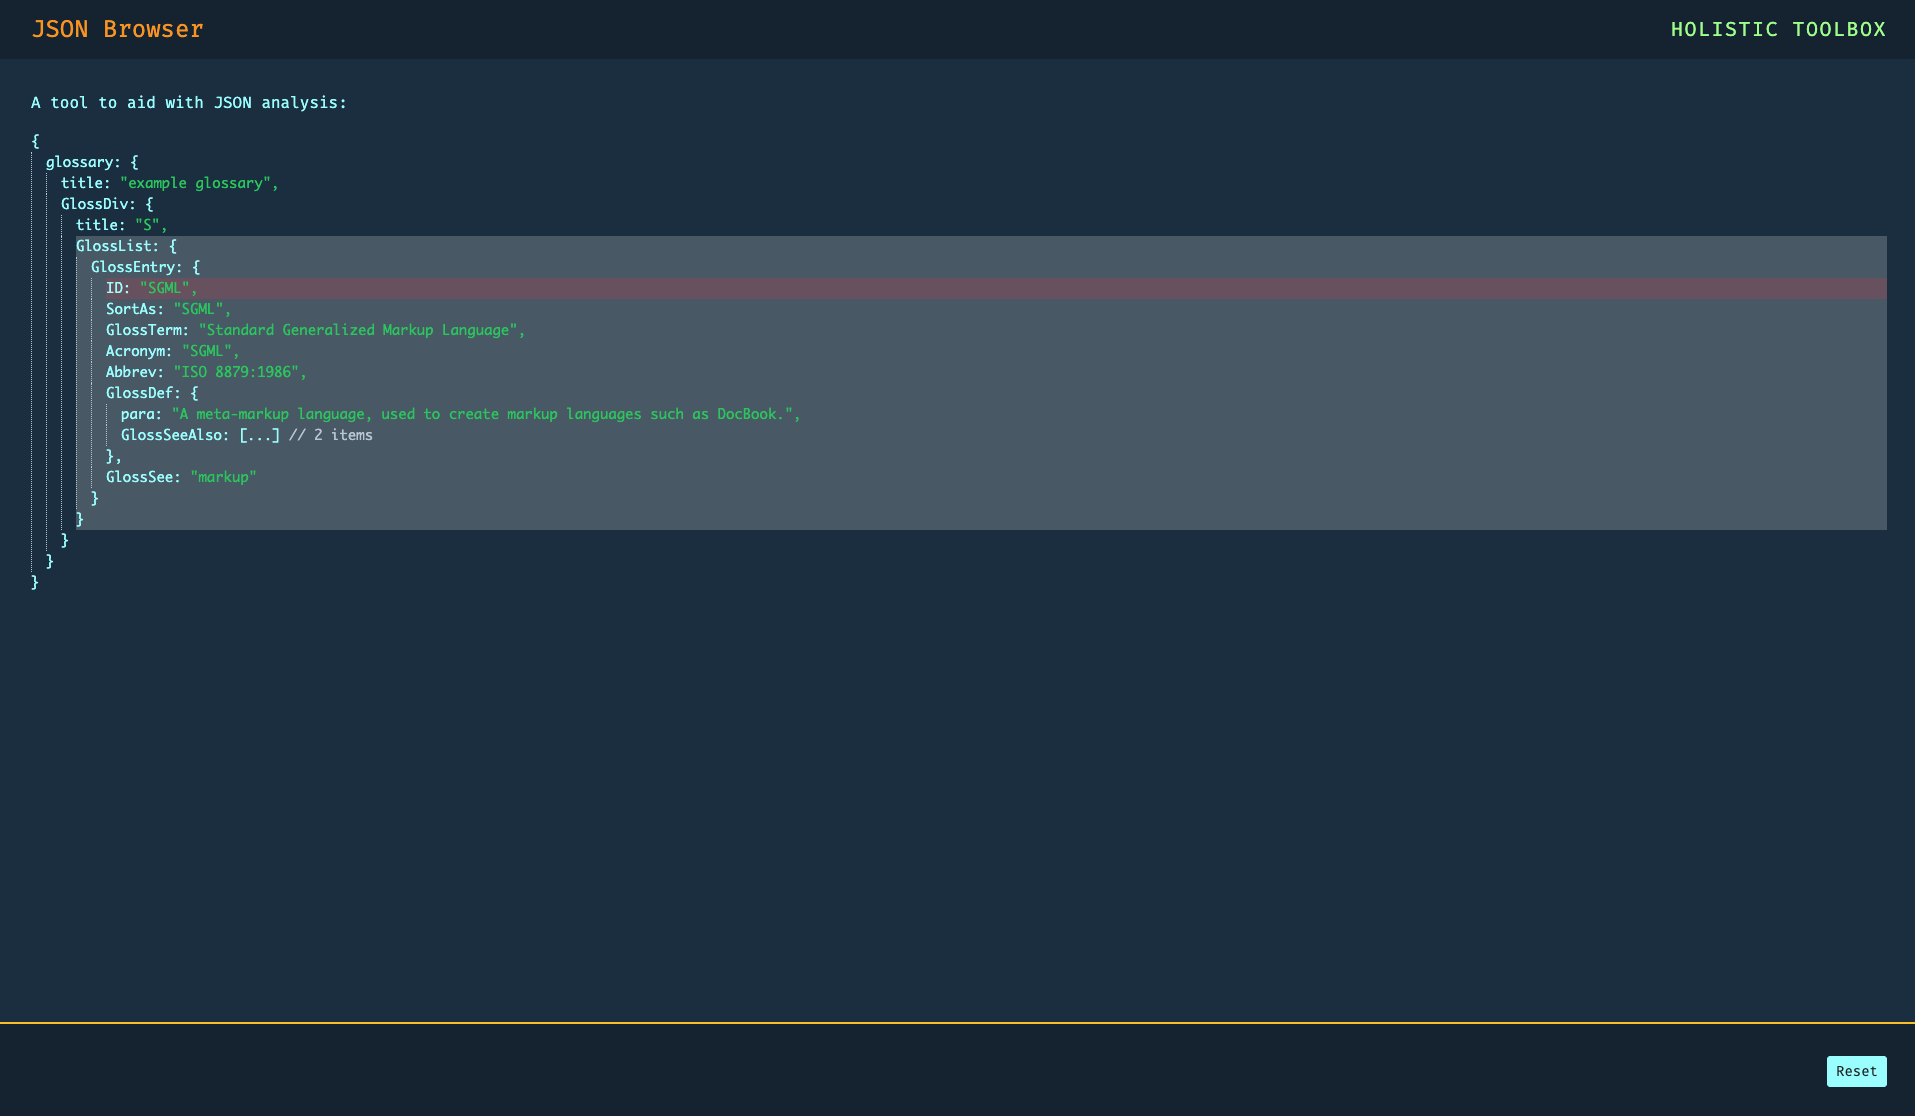 JSON Browser
HOLISTIC TOOLBOX
A tool to aid with JSON analysis:
{
glossary: {
title: "example glossary",
GlossDiv: {
title: "S",
GlossList: {
GlossEntry: {
ID: "SGML",
SortAs: "SGML",
GlossTerm: "Standard Generalized Markup Language",
Acronym: "SGML",
Abbrev: "ISO 8879:1986",
GlossDef: {
para: "A meta-markup language, used to create markup languages such as DocBook.",
GlossSeeAlso: [...] // 2 items
},
GlossSee: "markup"
}
}
}
}
}
Reset